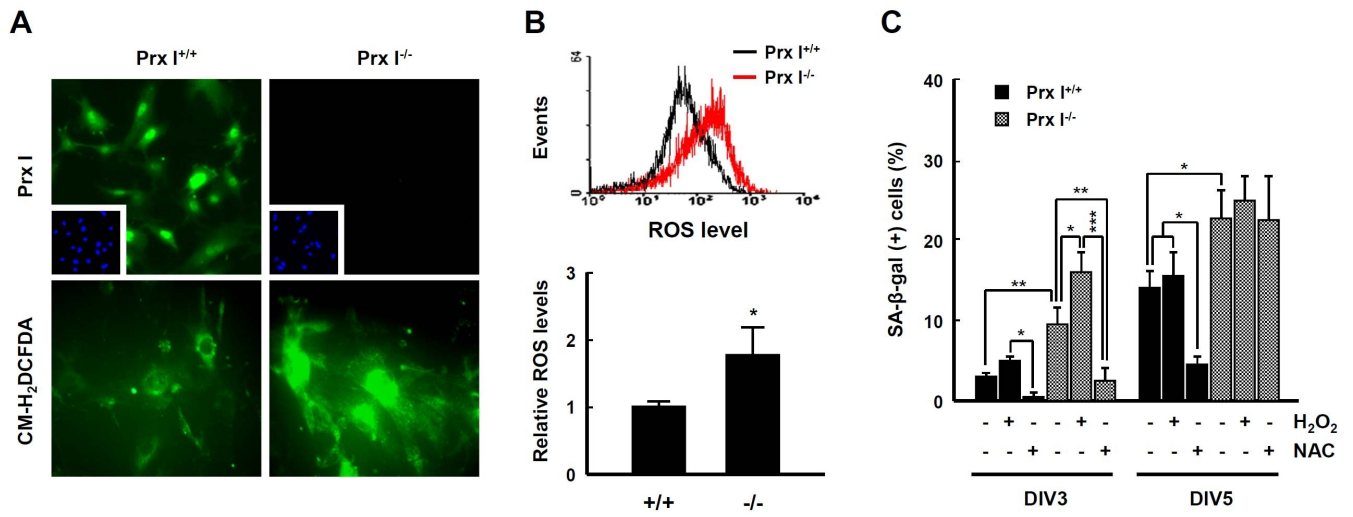 A
Prx I+/+
Prx I-/-
Prx I
CM-H2DCFDA
B
64
Prx I+/+
Prx I-/-
Events
0
10⁰ 10¹ 10² 10³ 10⁴
ROS level
3
*
2
1
0
Relative ROS levels
+/+ -/-
C
40
Prx I+/+
Prx I-/-
30
20
10
0
SA-β-gal (+) cells (%)
** * ** * *** * *
- + - - + - - + - - + - H2O2
- - + - - + - - + - - + NAC
DIV3 DIV5